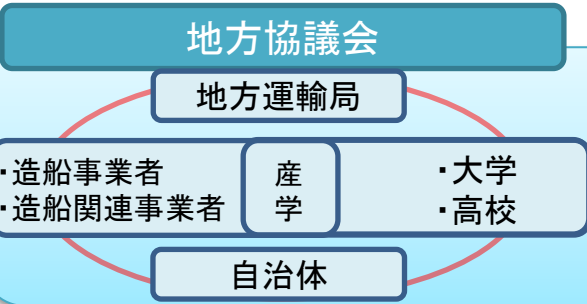 地方協議会
地方運輸局
・造船事業者
・造船関連事業者
産
学
・大学
・高校
自治体